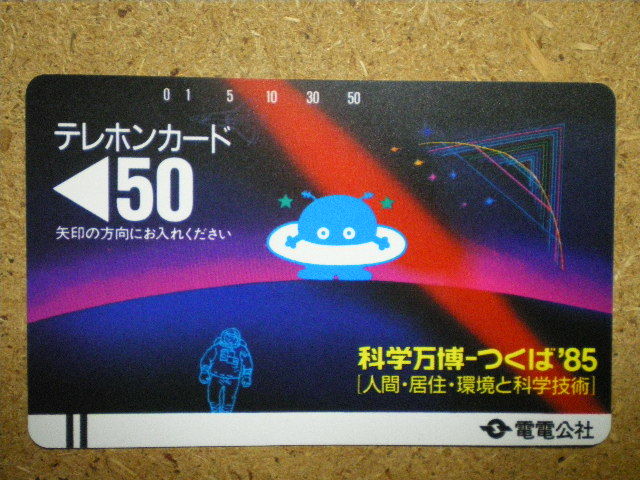 0 1 5 10 30 50
テレホンカード
50
矢印の方向にお入れください
科学万博-つくば'85
[人間・居住・環境と科学技術]
電電公社